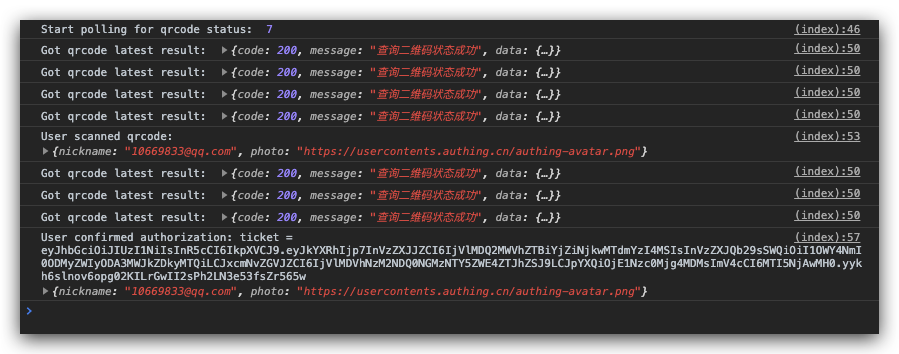 Start polling for qrcode status: 7 (index):46
Got qrcode latest result: ▶{code: 200, message: "查询二维码状态成功", data: {…}} (index):50
Got qrcode latest result: ▶{code: 200, message: "查询二维码状态成功", data: {…}} (index):50
Got qrcode latest result: ▶{code: 200, message: "查询二维码状态成功", data: {…}} (index):50
Got qrcode latest result: ▶{code: 200, message: "查询二维码状态成功", data: {…}} (index):50
User scanned qrcode: (index):53
▶{nickname: "10669833@qq.com", photo: "https://usercontents.authing.cn/authing-avatar.png"}
Got qrcode latest result: ▶{code: 200, message: "查询二维码状态成功", data: {…}} (index):50
Got qrcode latest result: ▶{code: 200, message: "查询二维码状态成功", data: {…}} (index):50
Got qrcode latest result: ▶{code: 200, message: "查询二维码状态成功", data: {…}} (index):50
User confirmed authorization: ticket = (index):57
eyJhbGciOiJIUzI1NiIsInR5cCI6IkpXVCJ9.eyJkYXRhIjp7InVzZXJJZCI6IjVlMDQ2MWVhZTBiYjZiNjkwMTdmYzI4MSIsInVzZXJQb29sSWQiOiI1OWY4NmI
0ODMyZWIyODA3MWJkZDkyMTQiLCJxcmNvZGVJZCI6IjVlMDVhNzM2NDQ0NGMzNTY5ZWE4ZTJhZSJ9LCJpYXQiOjE1Nzc0Mjg4MDMsImV4cCI6MTI5NjAwMH0.yyk
h6slnov6opg02KILrGwII2sPh2LN3e53fsZr565w
▶{nickname: "10669833@qq.com", photo: "https://usercontents.authing.cn/authing-avatar.png"}
>